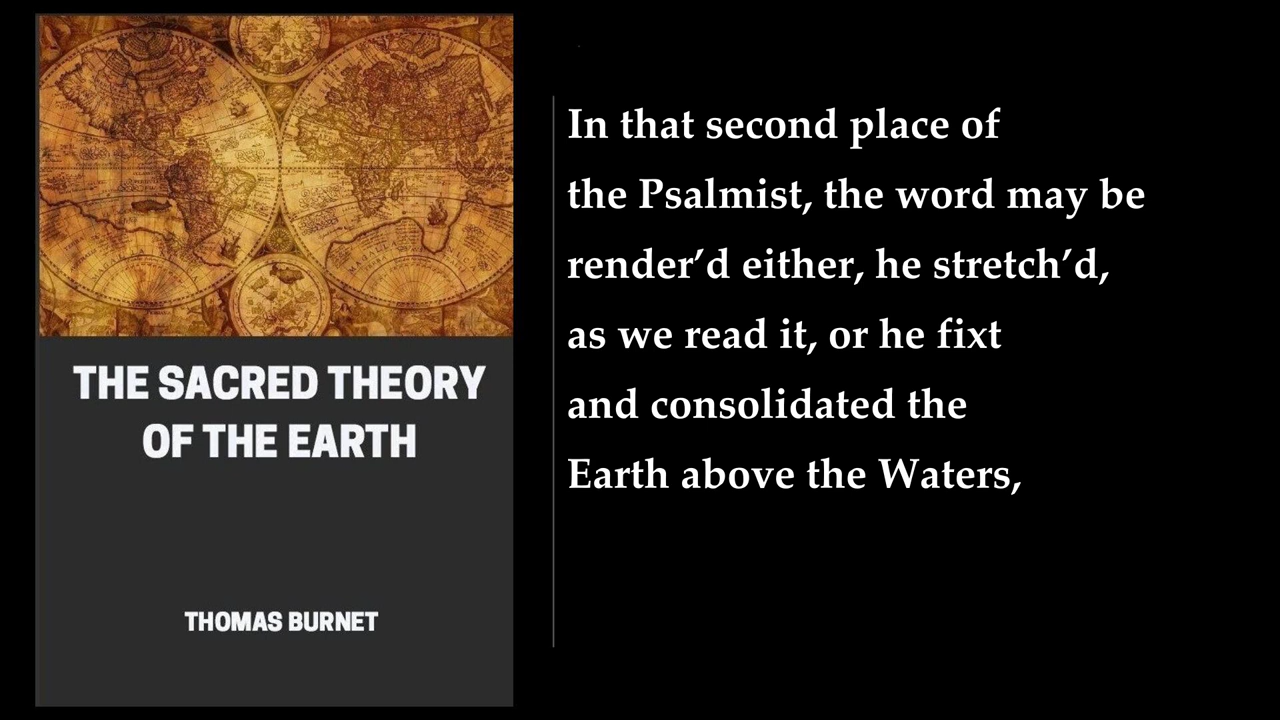 THE SACRED THEORY
OF THE EARTH
THOMAS BURNET
In that second place of
the Psalmist, the word may be
render’d either, he stretch’d,
as we read it, or he fixt
and consolidated the
Earth above the Waters,